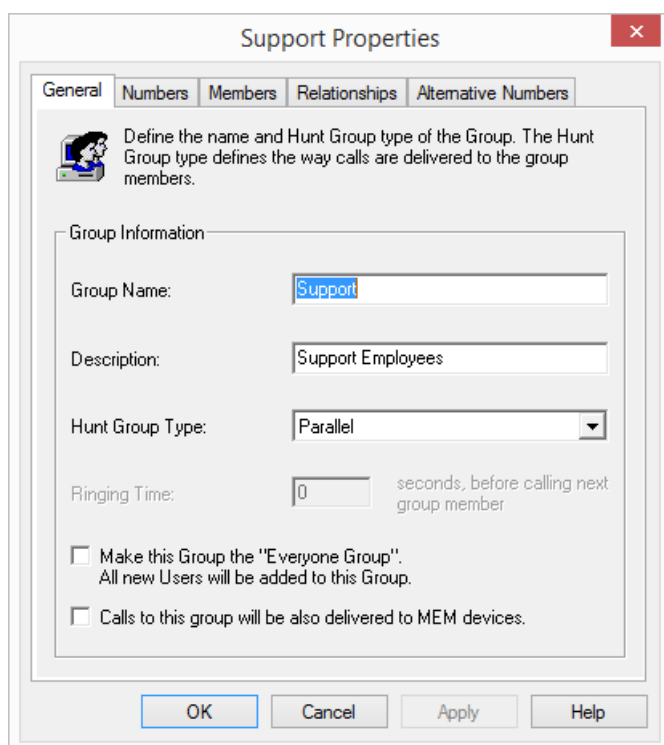 Support Properties
General Numbers Members Relationships Alternative Numbers
Define the name and Hunt Group type of the Group. The Hunt
Group type defines the way calls are delivered to the group
members.
Group Information
Group Name: Support
Description: Support Employees
Hunt Group Type: Parallel
Ringing Time: 0 seconds, before calling next
group member
Make this Group the "Everyone Group".
All new Users will be added to this Group.
Calls to this group will be also delivered to MEM devices.
OK Cancel Apply Help